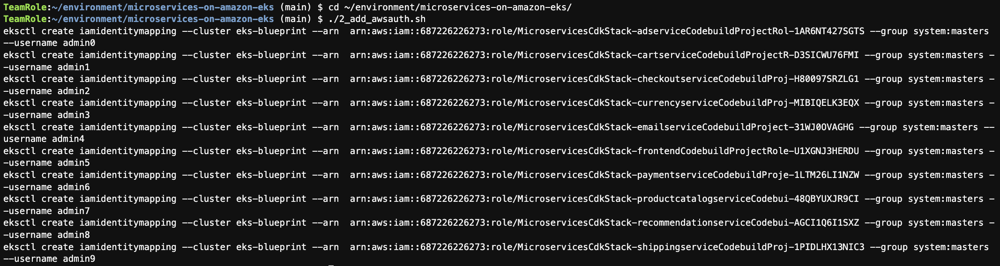 TeamRole:~/environment/microservices-on-amazon-eks (main) $ cd ~/environment/microservices-on-amazon-eks/
TeamRole:~/environment/microservices-on-amazon-eks (main) $ ./2_add_awsauth.sh
eksctl create iamidentitymapping --cluster eks-blueprint --arn  arn:aws:iam::687226226273:role/MicroservicesCdkStack-adserviceCodebuildProjectRol-1AR6NT427SGTS --group system:masters
--username admin0
eksctl create iamidentitymapping --cluster eks-blueprint --arn  arn:aws:iam::687226226273:role/MicroservicesCdkStack-cartserviceCodebuildProjectR-D3SICWU76FMI --group system:masters -
-username admin1
eksctl create iamidentitymapping --cluster eks-blueprint --arn  arn:aws:iam::687226226273:role/MicroservicesCdkStack-checkoutserviceCodebuildProj-H80097SRZLG1 --group system:masters -
-username admin2
eksctl create iamidentitymapping --cluster eks-blueprint --arn  arn:aws:iam::687226226273:role/MicroservicesCdkStack-currencyserviceCodebuildProj-MIBIQELK3EQX --group system:masters -
-username admin3
eksctl create iamidentitymapping --cluster eks-blueprint --arn  arn:aws:iam::687226226273:role/MicroservicesCdkStack-emailserviceCodebuildProject-31WJ0OVAGHG --group system:masters --
username admin4
eksctl create iamidentitymapping --cluster eks-blueprint --arn  arn:aws:iam::687226226273:role/MicroservicesCdkStack-frontendCodebuildProjectRole-U1XGNJ3HERDU --group system:masters -
-username admin5
eksctl create iamidentitymapping --cluster eks-blueprint --arn  arn:aws:iam::687226226273:role/MicroservicesCdkStack-paymentserviceCodebuildProje-1LTM26LI1NZW --group system:masters -
-username admin6
eksctl create iamidentitymapping --cluster eks-blueprint --arn  arn:aws:iam::687226226273:role/MicroservicesCdkStack-productcatalogserviceCodebui-48QBYUXJR9CI --group system:masters -
-username admin7
eksctl create iamidentitymapping --cluster eks-blueprint --arn  arn:aws:iam::687226226273:role/MicroservicesCdkStack-recommendationserviceCodebui-AGCI1Q6I1SXZ --group system:masters -
-username admin8
eksctl create iamidentitymapping --cluster eks-blueprint --arn  arn:aws:iam::687226226273:role/MicroservicesCdkStack-shippingserviceCodebuildProj-1PIDLHX13NIC3 --group system:masters
--username admin9